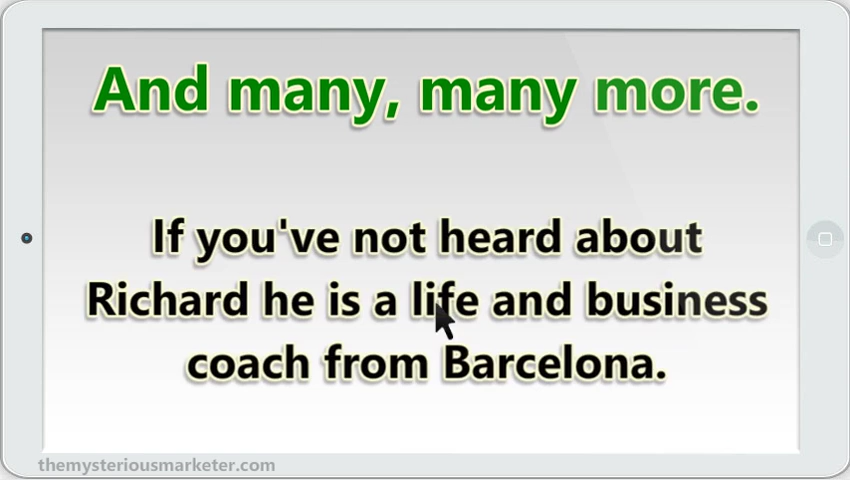 And many, many more.
If you've not heard about
Richard he is a life and business
coach from Barcelona.
themysteriousmarketer.com